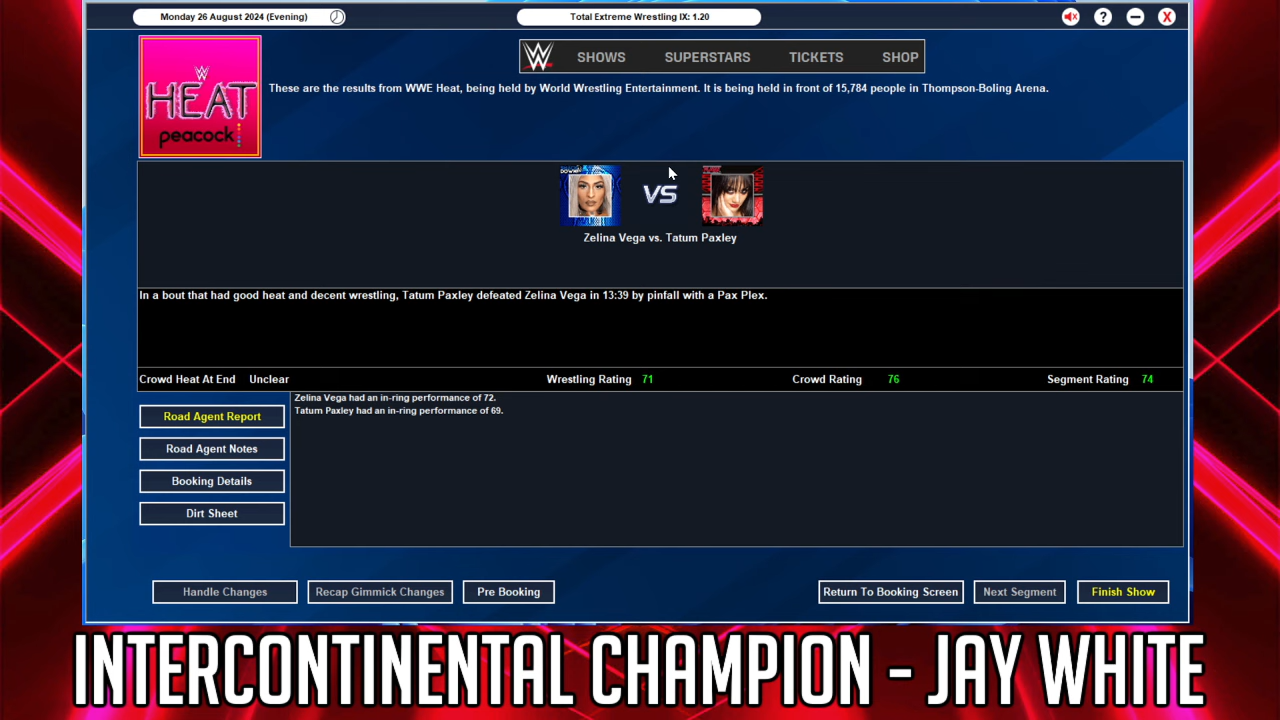 Monday 26 August 2024 (Evening)
Total Extreme Wrestling IX: 1.20
?
X
W
HEAT
peacock
W
SHOWS
SUPERSTARS
TICKETS
SHOP
These are the results from WWE Heat, being held by World Wrestling Entertainment. It is being held in front of 15,784 people in Thompson-Boling Arena.
VS
Zelina Vega vs. Tatum Paxley
In a bout that had good heat and decent wrestling, Tatum Paxley defeated Zelina Vega in 13:39 by pinfall with a Pax Plex.
Crowd Heat At End Unclear
Wrestling Rating 71
Crowd Rating 76
Segment Rating 74
Zelina Vega had an in-ring performance of 72.
Tatum Paxley had an in-ring performance of 69.
Road Agent Report
Road Agent Notes
Booking Details
Dirt Sheet
Handle Changes
Recap Gimmick Changes
Pre Booking
Return To Booking Screen
Next Segment
Finish Show
INTERCONTINENTAL CHAMPION - JAY WHITE